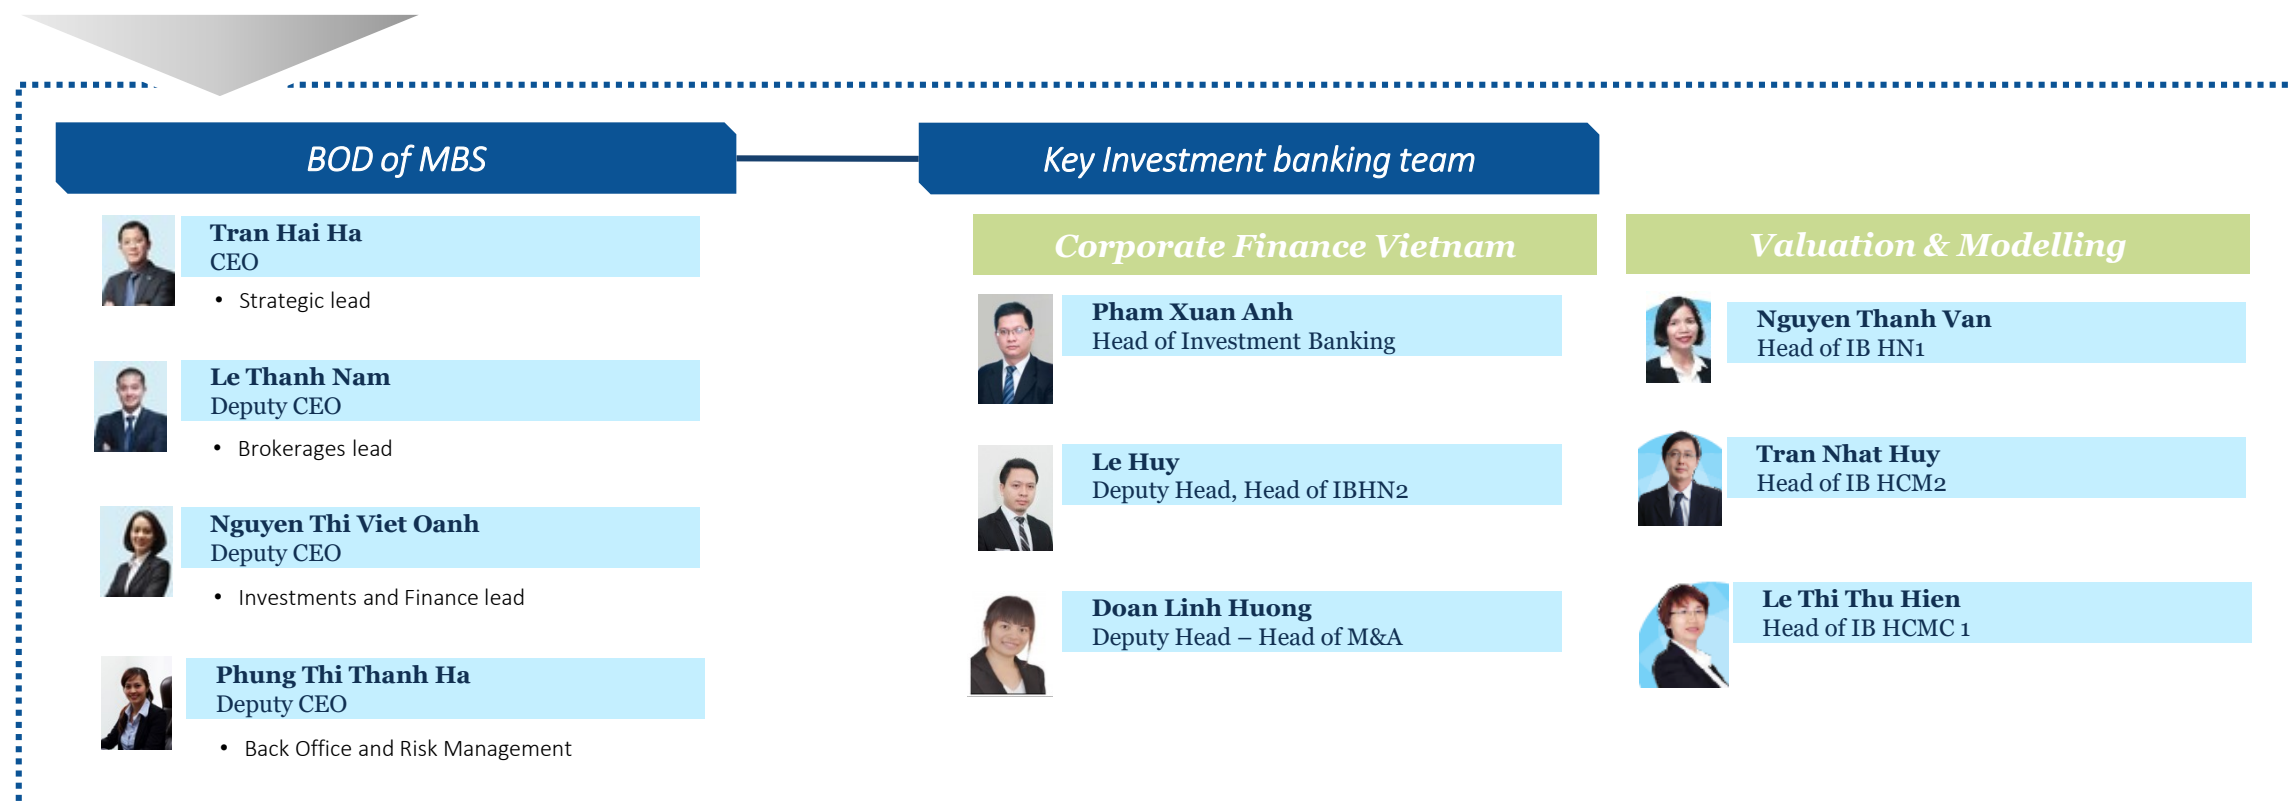 BOD of MBS
Tran Hai Ha
CEO
• Strategic lead
Le Thanh Nam
Deputy CEO
• Brokerages lead
Nguyen Thi Viet Oanh
Deputy CEO
• Investments and Finance lead
Phung Thi Thanh Ha
Deputy CEO
• Back Office and Risk Management
Key Investment banking team
Corporate Finance Vietnam
Pham Xuan Anh
Head of Investment Banking
Le Huy
Deputy Head, Head of IBHN2
Doan Linh Huong
Deputy Head – Head of M&A
Valuation & Modelling
Nguyen Thanh Van
Head of IB HN1
Tran Nhat Huy
Head of IB HCM2
Le Thi Thu Hien
Head of IB HCMC 1